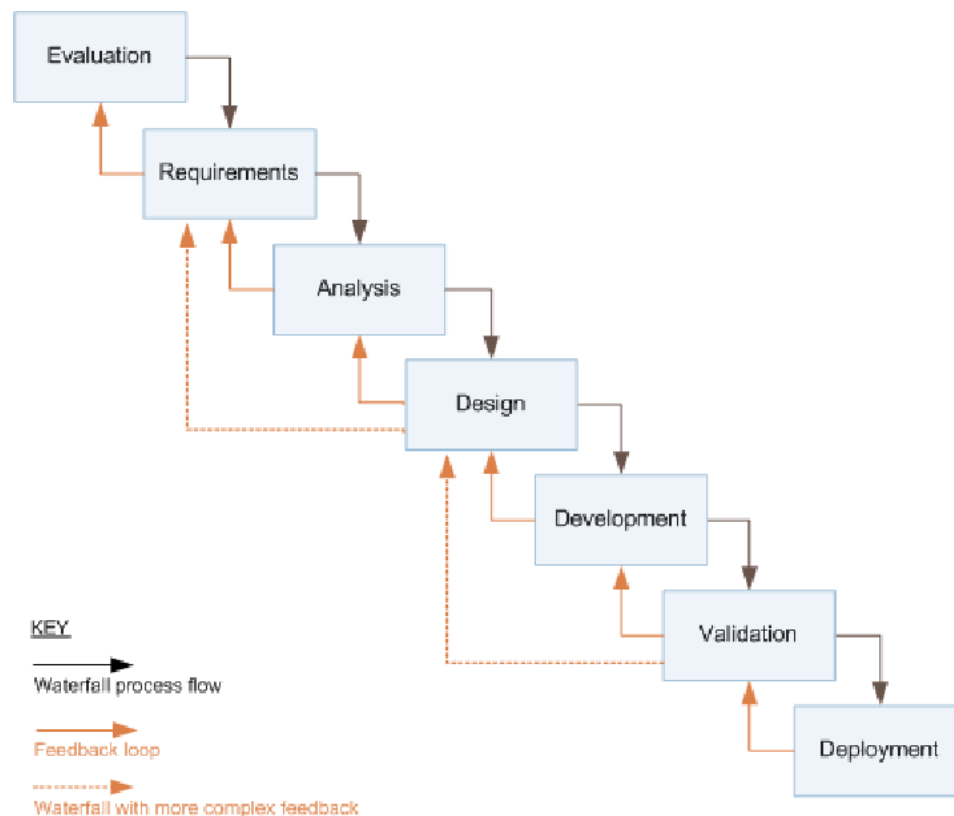 Evaluation
Requirements
Analysis
Design
Development
Validation
Deployment
KEY
Waterfall process flow
Feedback loop
Waterfall with more complex feedback